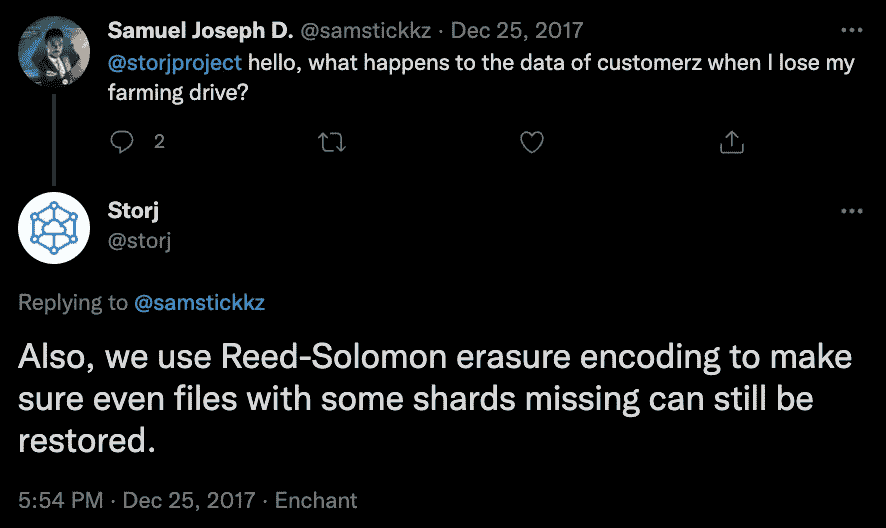 Samuel Joseph D. @samstickkz · Dec 25, 2017
@storjproject hello, what happens to the data of customerz when I lose my
farming drive?
2
Storj
@storj
Replying to @samstickkz
Also, we use Reed-Solomon erasure encoding to make
sure even files with some shards missing can still be
restored.
5:54 PM · Dec 25, 2017 · Enchant